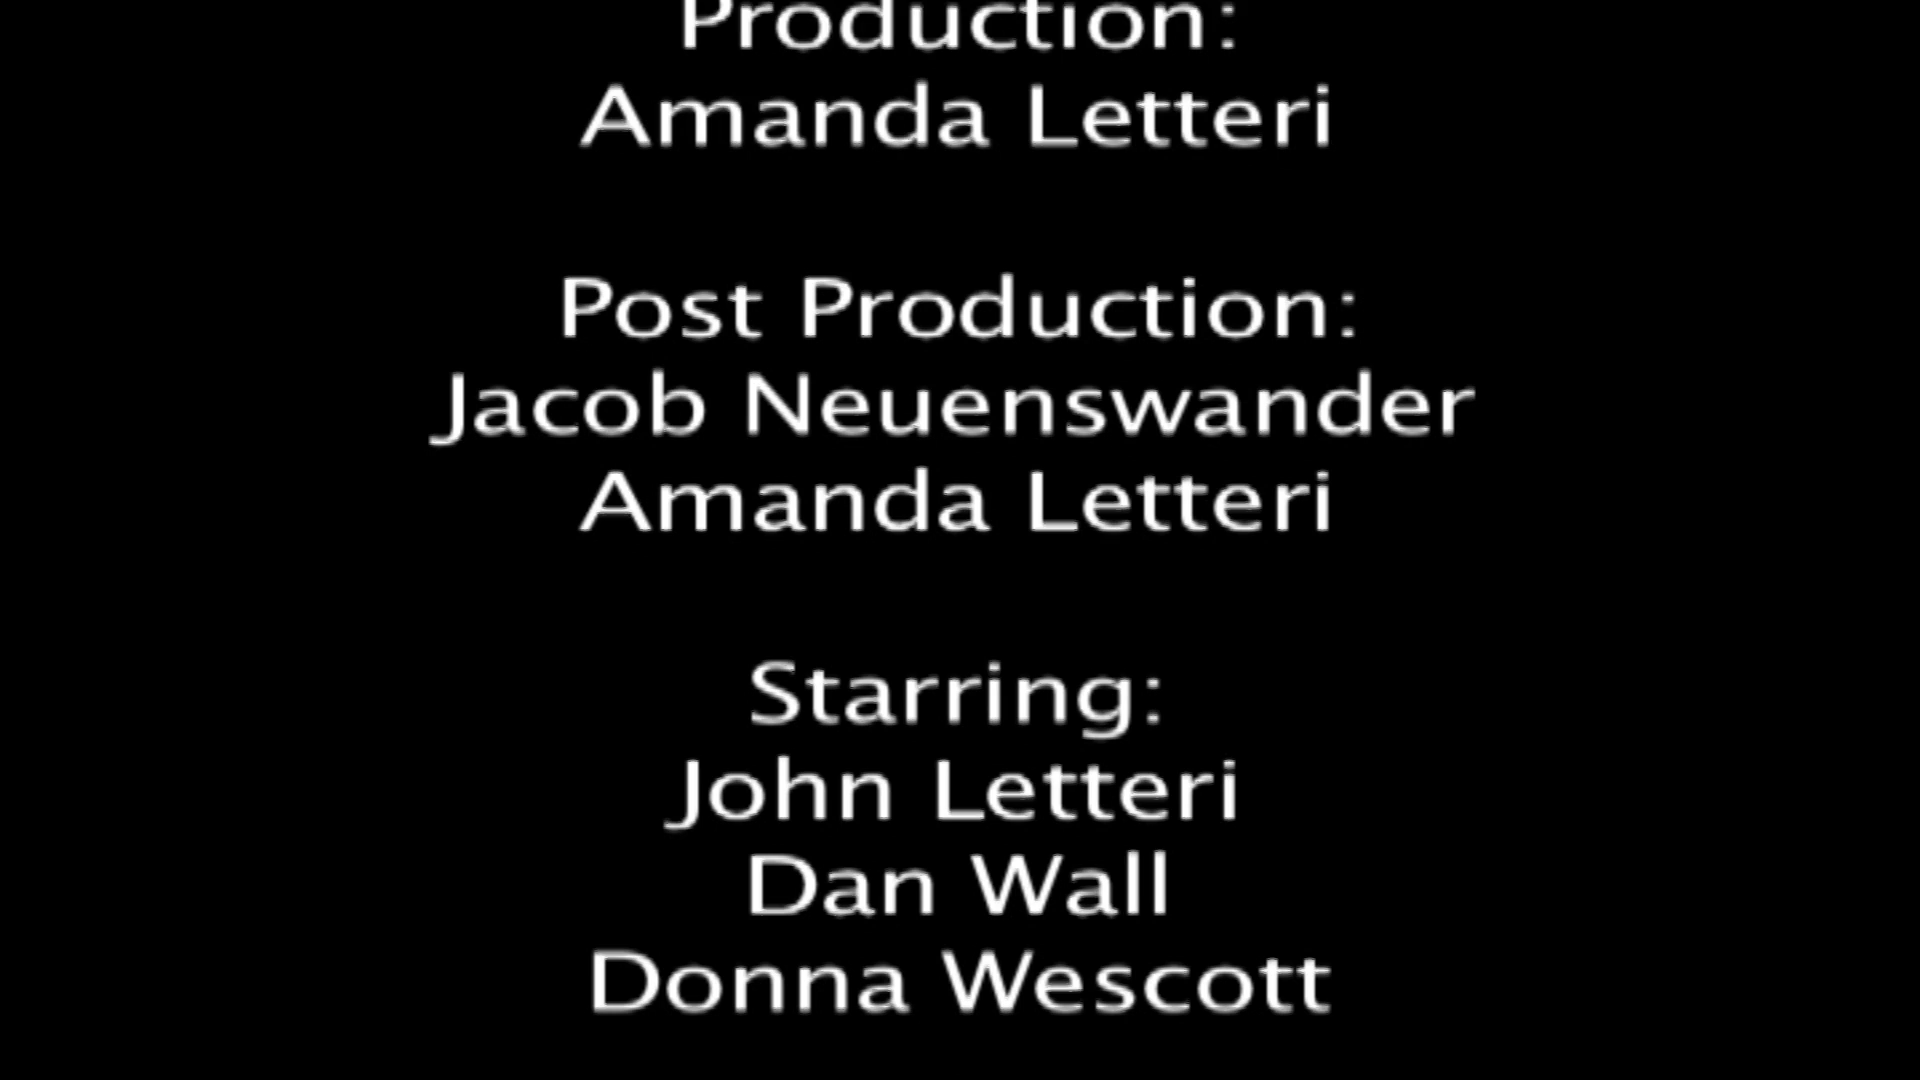 Production:
Amanda Letteri
Post Production:
Jacob Neuenswander
Amanda Letteri
Starring:
John Letteri
Dan Wall
Donna Wescott